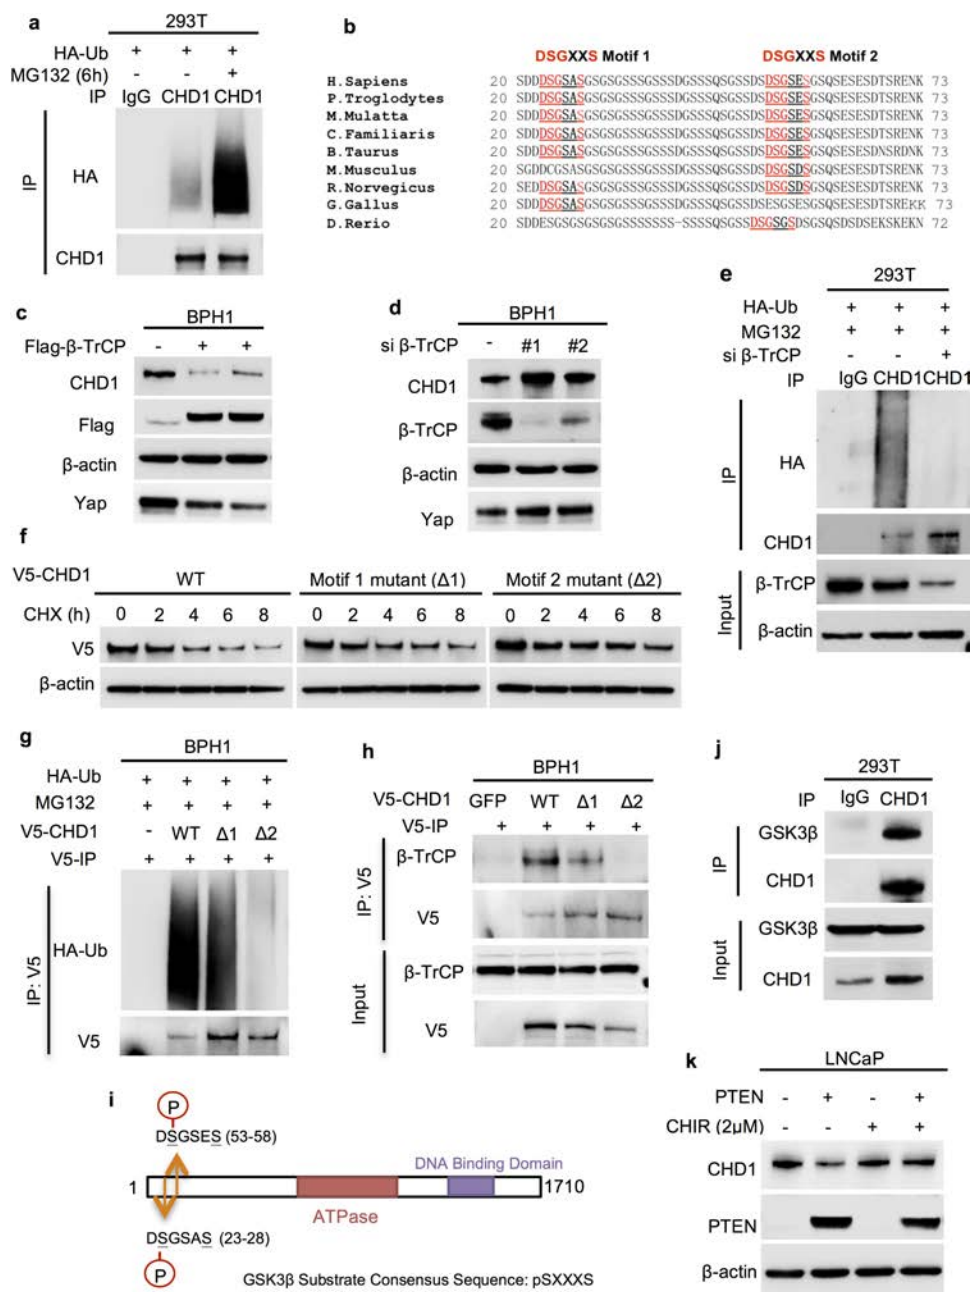 a
293T
HA-Ub + + +
MG132 (6h) - - +
IP IgG CHD1 CHD1
IP
HA
CHD1
b
DSGXXS Motif 1 DSGXXS Motif 2
H.Sapiens 20 SDDDSGSASGSGSGSSSGSSSDGSSSQSGSSDSDSGSESGSQSESESDTSRENK 73
P.Troglodytes 20 SDDDSGSASGSGSGSSSGSSSDGSSSQSGSSDSDSGSESGSQSESESDTSRENK 73
M.Mulatta 20 SDDDSGSASGSGSGSSSGSSSDGSSSQSGSSDSDSGSESGSQSESESDTSRENK 73
C.Familiaris 20 SDDDSGSASGSGSGSSSGSSSDGSSSQSGSSDSDSGSESGSQSESESDTSRENK 73
B.Taurus 20 SDDDSGSASGSGSGSSSGSSSDGSSSQSGSSDSDSGSESGSQSESESDNSRDNK 73
M.Musculus 20 SGDDCGSASGSGSGSSSGSSSDGSSSQSGSSDSDSGSDSGSQSESESDTSRENK 73
R.Norvegicus 20 SEDDSGSASGSGSGSSSGSSSDGSSSQSGSSDSDSGSDSGSQSESESDTSRENK 73
G.Gallus 20 SDDDSGSASGSGSGSSSGSSSDGSSSQSGSSDSESGSESGSQSESESDTSREKK 73
D.Rerio 20 SDDESGSGSGSGSSSSSSS-SSSSQSGSSDSDSGSGSDSGSQSDSDSEKSKEKN 72
c
BPH1
Flag-β-TrCP - + +
CHD1
Flag
β-actin
Yap
d
BPH1
si β-TrCP - #1 #2
CHD1
β-TrCP
β-actin
Yap
e
293T
HA-Ub + + +
MG132 + + +
si β-TrCP - - +
IP IgG CHD1 CHD1
IP
HA
CHD1
Input
β-TrCP
β-actin
f
V5-CHD1 WT Motif 1 mutant (Δ1) Motif 2 mutant (Δ2)
CHX (h) 0 2 4 6 8 0 2 4 6 8 0 2 4 6 8
V5
β-actin
g
BPH1
HA-Ub + + + +
MG132 + + + +
V5-CHD1 - WT Δ1 Δ2
V5-IP + + + +
IP: V5
HA-Ub
V5
h
BPH1
V5-CHD1 GFP WT Δ1 Δ2
V5-IP + + + +
IP: V5
β-TrCP
V5
Input
β-TrCP
V5
j
293T
IP IgG CHD1
IP
GSK3β
CHD1
Input
GSK3β
CHD1
i
P
DSGSES (53-58)
DNA Binding Domain
1 1710
ATPase
DSGSAS (23-28)
P
GSK3β Substrate Consensus Sequence: pSXXXS
k
LNCaP
PTEN - + - +
CHIR (2μM) - - + +
CHD1
PTEN
β-actin